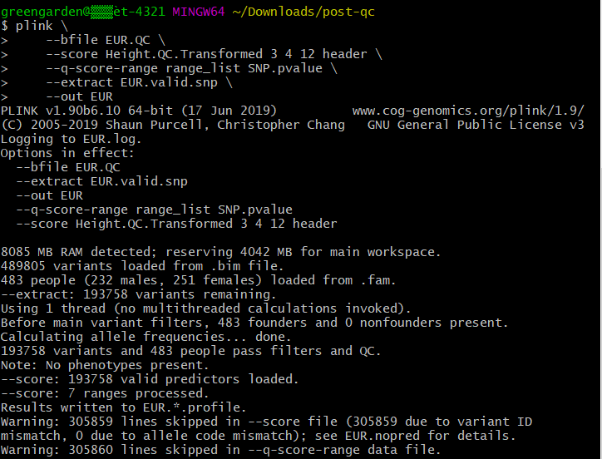 greengarden@et-4321 MINGW64 ~/Downloads/post-qc
$ plink \
> --bfile EUR.QC \
> --score Height.QC.Transformed 3 4 12 header \
> --q-score-range range_list SNP.pvalue \
> --extract EUR.valid.snp \
> --out EUR
PLINK v1.90b6.10 64-bit (17 Jun 2019) www.cog-genomics.org/plink/1.9/
(C) 2005-2019 Shaun Purcell, Christopher Chang GNU General Public License v3
Logging to EUR.log.
Options in effect:
--bfile EUR.QC
--extract EUR.valid.snp
--out EUR
--q-score-range range_list SNP.pvalue
--score Height.QC.Transformed 3 4 12 header
8085 MB RAM detected; reserving 4042 MB for main workspace.
489805 variants loaded from .bim file.
483 people (232 males, 251 females) loaded from .fam.
--extract: 193758 variants remaining.
Using 1 thread (no multithreaded calculations invoked).
Before main variant filters, 483 founders and 0 nonfounders present.
Calculating allele frequencies... done.
193758 variants and 483 people pass filters and QC.
Note: No phenotypes present.
--score: 193758 valid predictors loaded.
--score: 7 ranges processed.
Results written to EUR.*.profile.
Warning: 305859 lines skipped in --score file (305859 due to variant ID
mismatch, 0 due to allele code mismatch); see EUR.nopred for details.
Warning: 305860 lines skipped in --q-score-range data file.